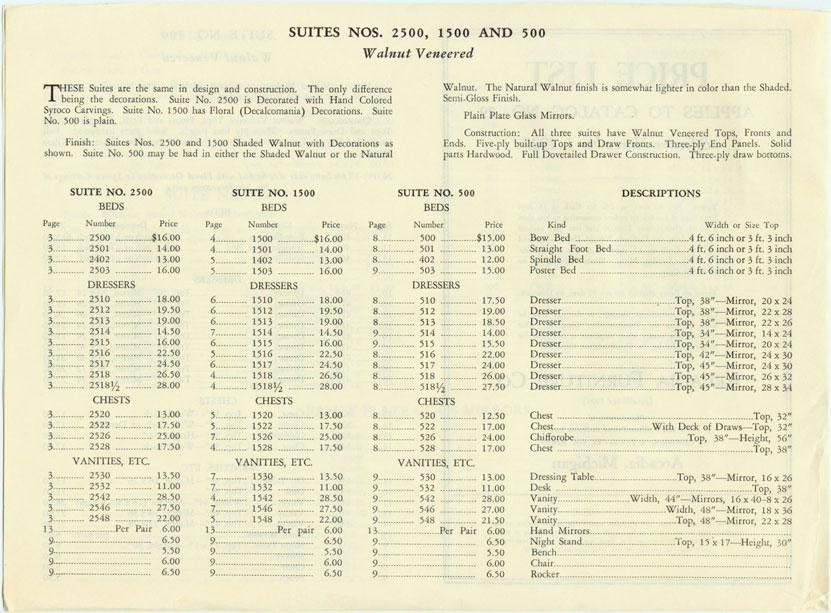 SUITES NOS. 2500, 1500 AND 500
Walnut Veneered
THESE Suites are the same in design and construction. The only difference
being the decorations. Suite No. 2500 is Decorated with Hand Colored
Syroco Carvings. Suite No. 1500 has Floral (Decalcomania) Decorations. Suite
No. 500 is plain.
Finish: Suites Nos. 2500 and 1500 Shaded Walnut with Decorations as
shown. Suite No. 500 may be had in either the Shaded Walnut or the Natural
Walnut. The Natural Walnut finish is somewhat lighter in color than the Shaded.
Semi-Gloss Finish.
Plain Plate Glass Mirrors.
Construction: All three suites have Walnut Veneered Tops, Fronts and
Ends. Five-ply built-up Tops and Draw Fronts. Three-ply End Panels. Solid
parts Hardwood. Full Dovetailed Drawer Construction. Three-ply draw bottoms.
SUITE NO. 2500
BEDS
Page Number Price
3 2500 $16.00
3 2501 14.00
3 2402 13.00
3 2503 16.00
DRESSERS
3 2510 18.00
3 2512 19.50
3 2513 19.00
3 2514 14.50
3 2515 16.00
3 2516 22.50
3 2517 24.50
3 2518 26.50
3 2518½ 28.00
CHESTS
3 2520 13.00
3 2522 17.50
3 2526 25.00
3 2528 17.50
VANITIES, ETC.
3 2530 13.50
3 2532 11.00
3 2542 28.50
3 2546 27.50
3 2548 22.00
13 Per Pair 6.00
9 6.50
9 5.50
9 6.00
9 6.50
SUITE NO. 1500
BEDS
Page Number Price
4 1500 $16.00
4 1501 14.00
5 1402 13.00
5 1503 16.00
DRESSERS
6 1510 18.00
6 1512 19.50
6 1513 19.00
7 1514 14.50
6 1515 16.00
5 1516 22.50
6 1517 24.50
4 1518 26.50
4 1518½ 28.00
CHESTS
5 1520 13.00
5 1522 17.50
7 1526 25.00
4 1528 17.50
VANITIES, ETC.
7 1530 13.50
7 1532 11.00
4 1542 28.50
7 1546 27.50
5 1548 22.00
13 Per pair 6.00
9 6.50
9 5.50
9 6.00
9 6.50
SUITE NO. 500
BEDS
Page Number Price
8 500 $15.00
8 501 13.00
8 402 12.00
9 503 15.00
DRESSERS
8 510 17.50
8 512 19.00
8 513 18.50
9 514 14.00
9 515 15.50
8 516 22.00
8 517 24.00
8 518 26.00
8 518½ 27.50
CHESTS
8 520 12.50
8 522 17.00
8 526 24.00
8 528 17.00
VANITIES, ETC.
9 530 13.00
9 532 11.00
9 542 28.00
9 546 27.00
9 548 21.50
13 Per Pair 6.00
9 6.50
9 5.50
9 6.00
9 6.50
DESCRIPTIONS
Kind Width or Size Top
Bow Bed 4 ft. 6 inch or 3 ft. 3 inch
Straight Foot Bed 4 ft. 6 inch or 3 ft. 3 inch
Spindle Bed 4 ft. 6 inch or 3 ft. 3 inch
Poster Bed 4 ft. 6 inch or 3 ft. 3 inch
Dresser Top, 38"—Mirror, 20 x 24
Dresser Top, 38"—Mirror, 22 x 28
Dresser Top, 38"—Mirror, 22 x 26
Dresser Top, 34"—Mirror, 14 x 24
Dresser Top, 34"—Mirror, 20 x 24
Dresser Top, 42"—Mirror, 24 x 30
Dresser Top, 45"—Mirror, 24 x 30
Dresser Top, 45"—Mirror, 26 x 32
Dresser Top, 45"—Mirror, 28 x 34
Chest Top, 32"
Chest With Deck of Draws—Top, 32"
Chifforobe Top, 38"—Height, 56"
Chest Top, 38"
Dressing Table Top, 38"—Mirror, 16 x 26
Desk Top, 38"
Vanity Width, 44"—Mirrors, 16 x 40-8 x 26
Vanity Width, 48"—Mirror, 18 x 36
Vanity Top, 48"—Mirror, 22 x 28
Hand Mirrors
Night Stand Top, 15 x 17—Height, 30"
Bench
Chair
Rocker